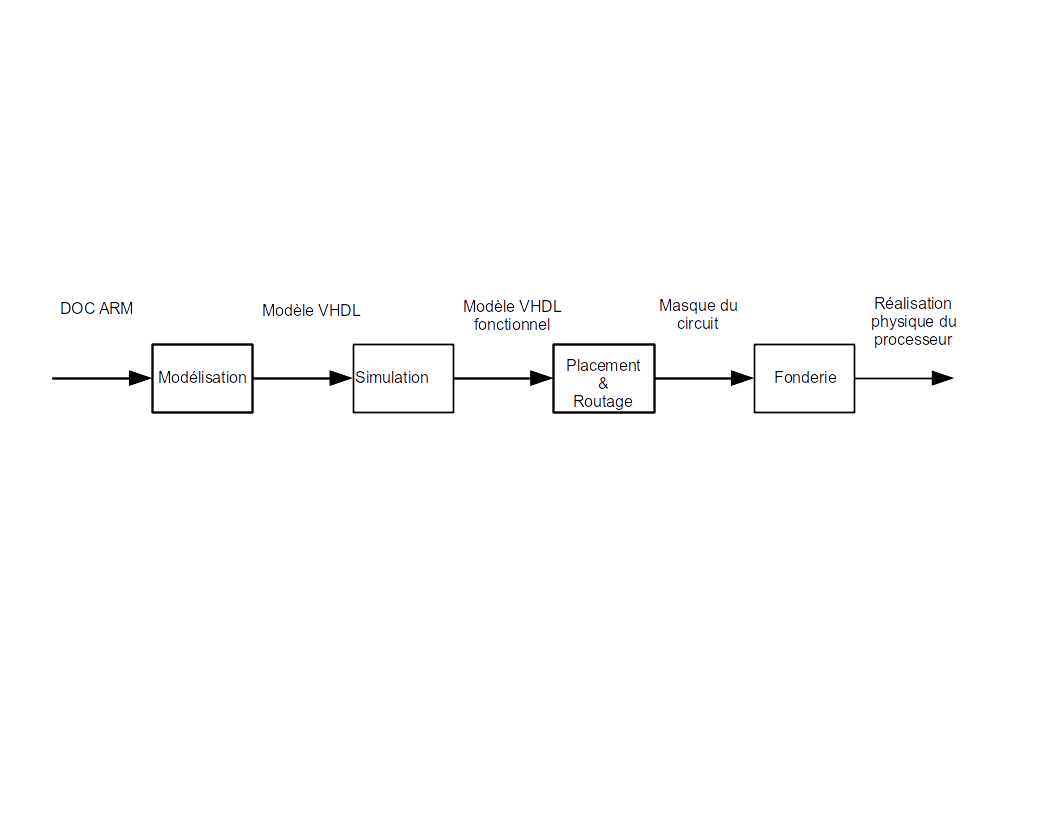 DOC ARM
Modèle VHDL
Modèle VHDL
fonctionnel
Masque du
circuit
Réalisation
physique du
processeur
Modélisation
Simulation
Placement
&
Routage
Fonderie